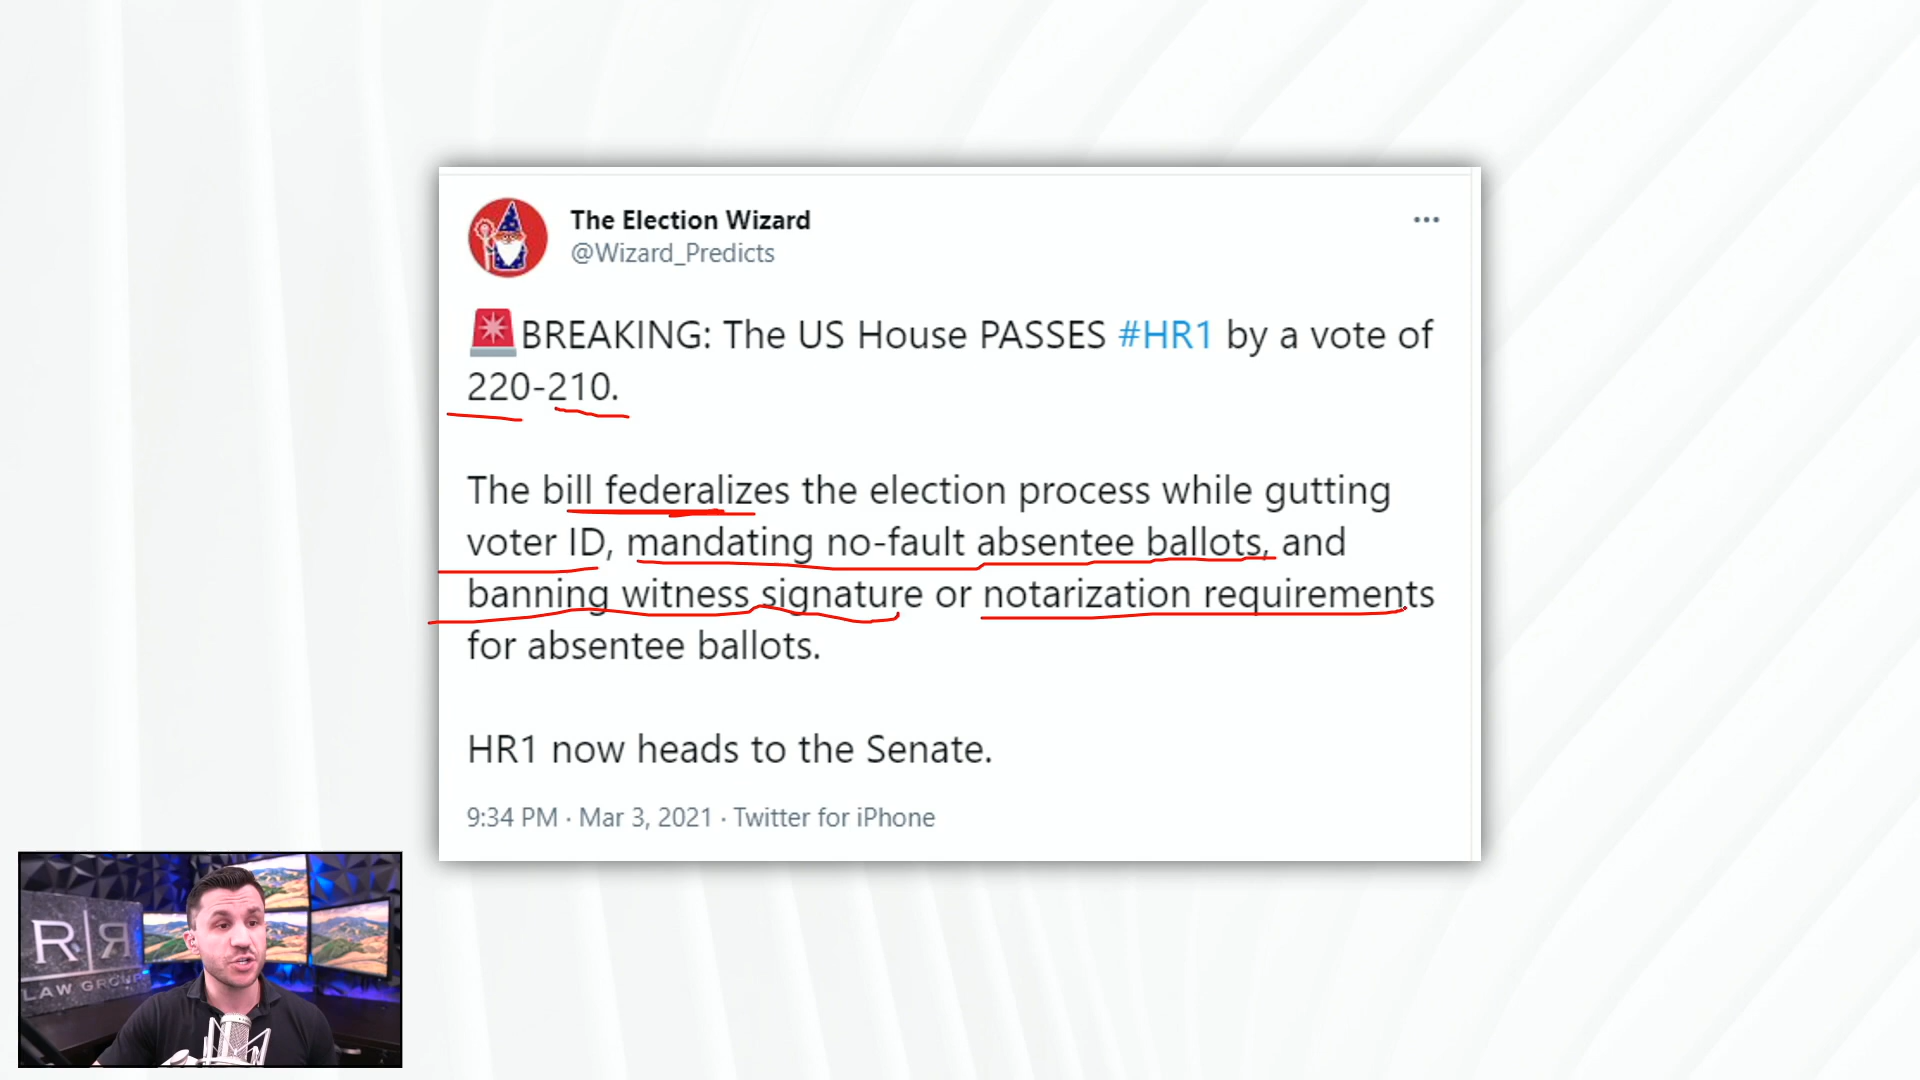 The Election Wizard
@Wizard_Predicts
🚨BREAKING: The US House PASSES #HR1 by a vote of
220-210.
The bill federalizes the election process while gutting
voter ID, mandating no-fault absentee ballots, and
banning witness signature or notarization requirements
for absentee ballots.
HR1 now heads to the Senate.
9:34 PM · Mar 3, 2021 · Twitter for iPhone
R|R
LAW GROUP